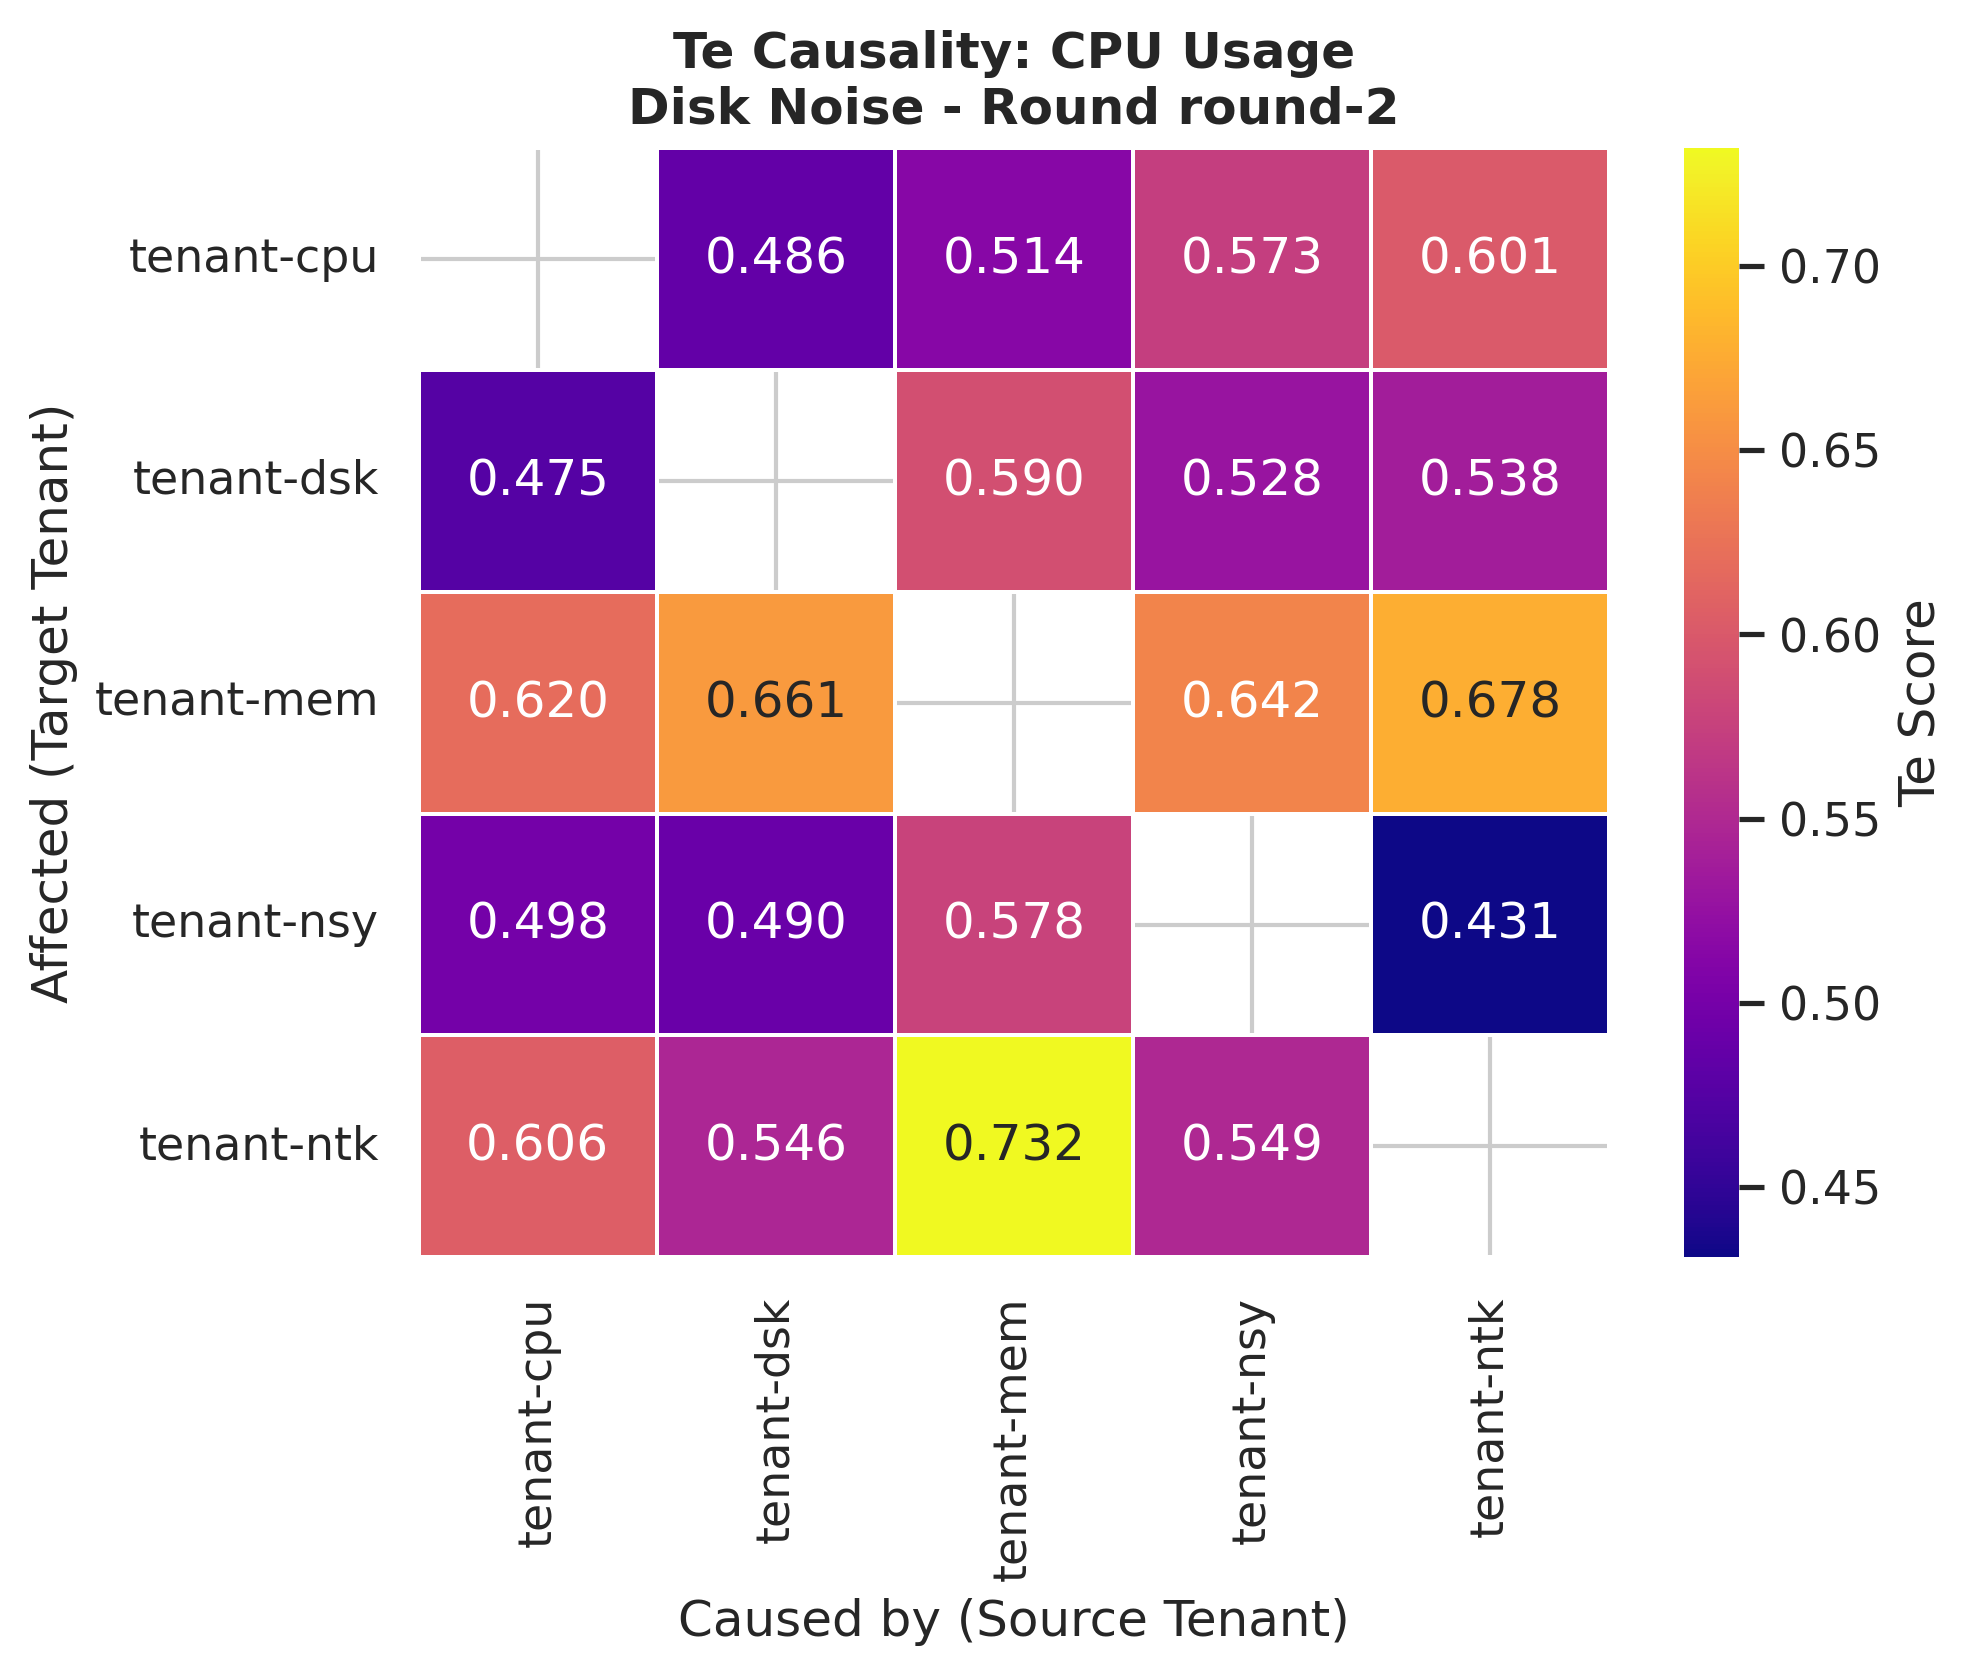 Te Causality: CPU Usage
Disk Noise - Round round-2
Affected (Target Tenant)
tenant-cpu 0.486 0.514 0.573 0.601
tenant-dsk 0.475 0.590 0.528 0.538
tenant-mem 0.620 0.661 0.642 0.678
tenant-nsy 0.498 0.490 0.578 0.431
tenant-ntk 0.606 0.546 0.732 0.549
tenant-cpu tenant-dsk tenant-mem tenant-nsy tenant-ntk
Caused by (Source Tenant)
0.70
0.65
0.60
0.55
0.50
0.45
Te Score